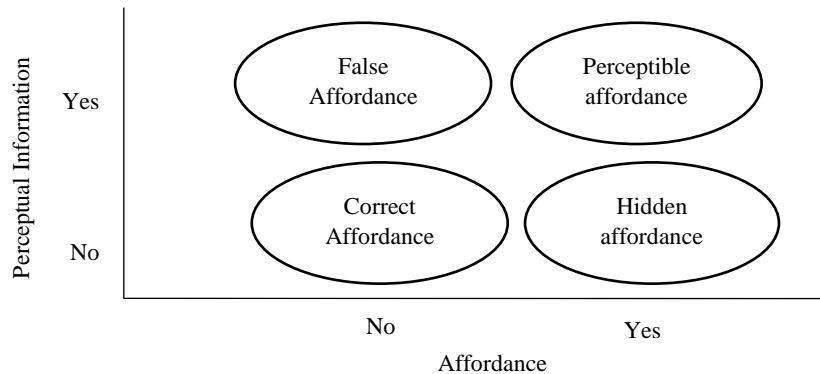 Perceptual Information
Yes
No
False
Affordance
Perceptible
affordance
Correct
Affordance
Hidden
affordance
No
Yes
Affordance